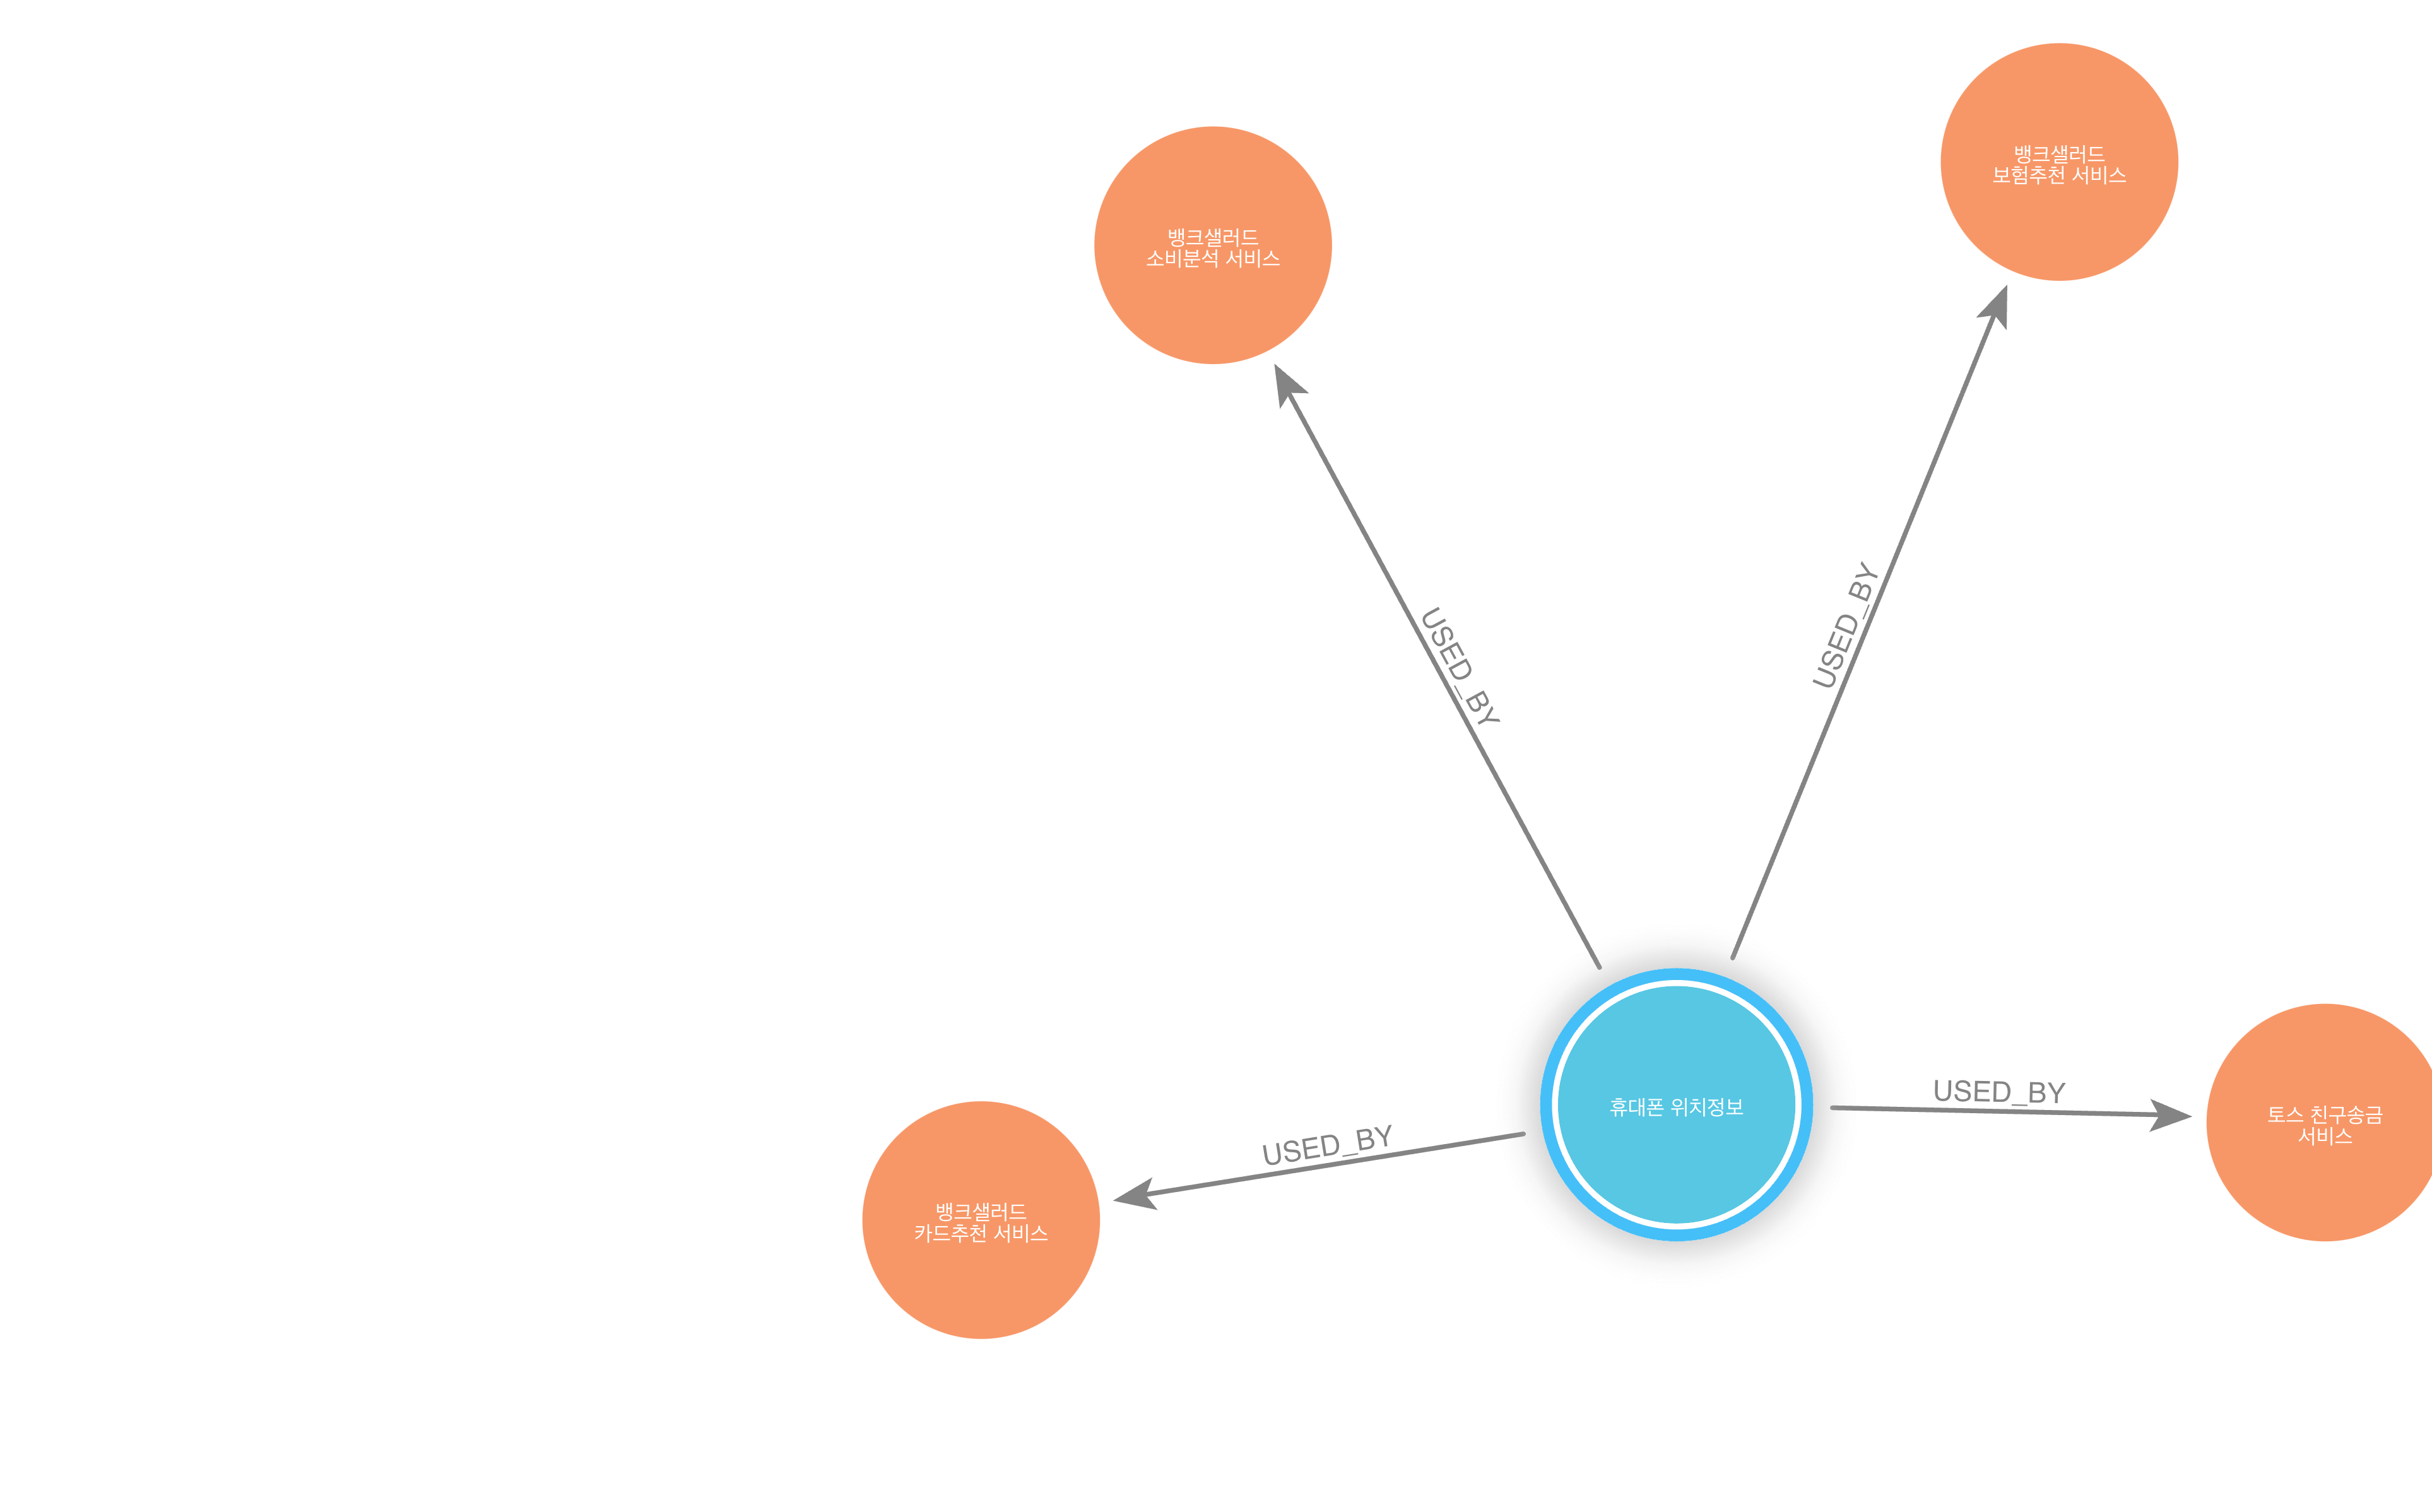 뱅크샐러드
보험추천 서비스
뱅크샐러드
소비분석 서비스
USED_BY
USED_BY
휴대폰 위치정보
USED_BY
토스 친구송금
서비스
USED_BY
뱅크샐러드
카드추천 서비스